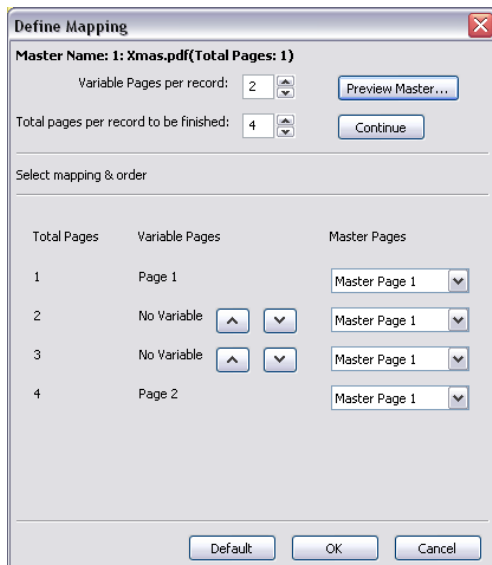 Define Mapping
Master Name: 1: Xmas.pdf(Total Pages: 1)
Variable Pages per record: 2 Preview Master...
Total pages per record to be finished: 4 Continue
Select mapping & order
Total Pages Variable Pages Master Pages
1 Page 1 Master Page 1
2 No Variable Master Page 1
3 No Variable Master Page 1
4 Page 2 Master Page 1
Default OK Cancel